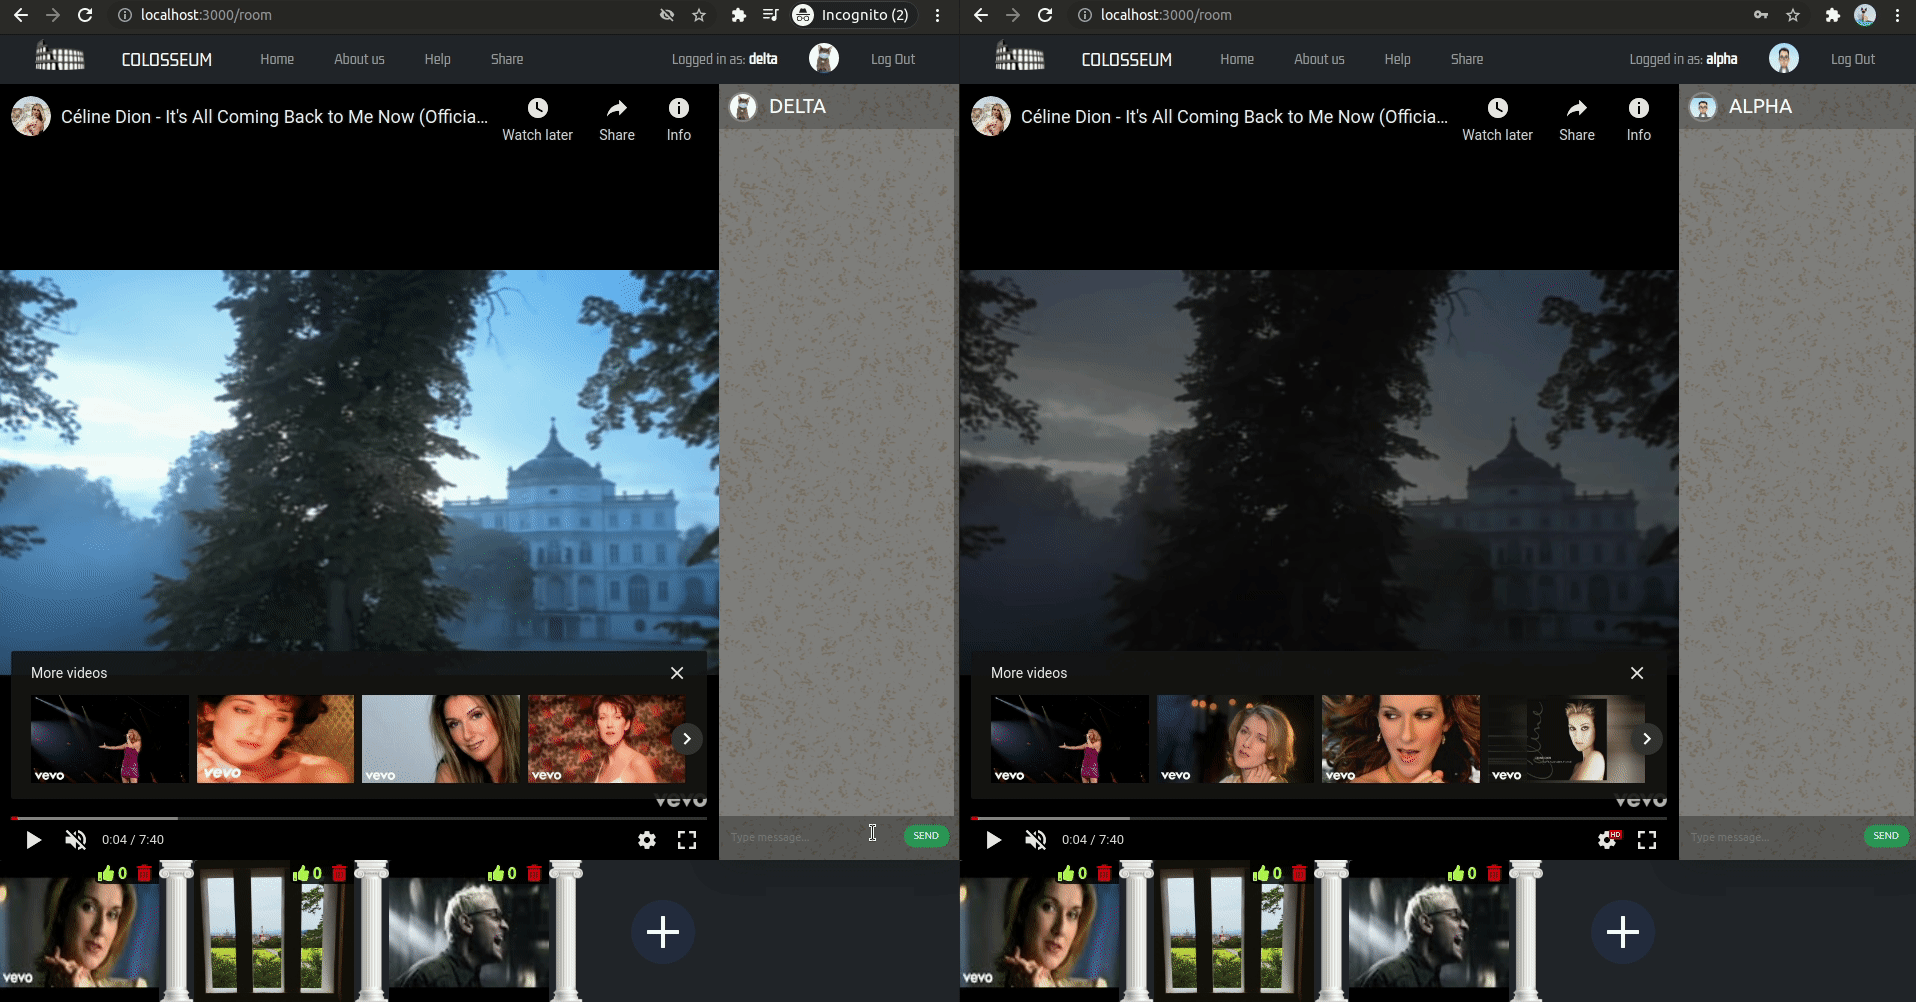 localhost:3000/room
Incognito (2)
COLOSSEUM
Home
About us
Help
Share
Logged in as: delta
Log Out
Céline Dion - It's All Coming Back to Me Now (Officia...
Watch later
Share
Info
DELTA
More videos
vevo
vevo
vevo
vevo
vevo
0:04 / 7:40
Type message...
SEND
0
0
0
vevo
localhost:3000/room
COLOSSEUM
Home
About us
Help
Share
Logged in as: alpha
Log Out
Céline Dion - It's All Coming Back to Me Now (Officia...
Watch later
Share
Info
ALPHA
More videos
vevo
vevo
vevo
vevo
vevo
0:04 / 7:40
HD
Type message...
SEND
0
0
0
vevo